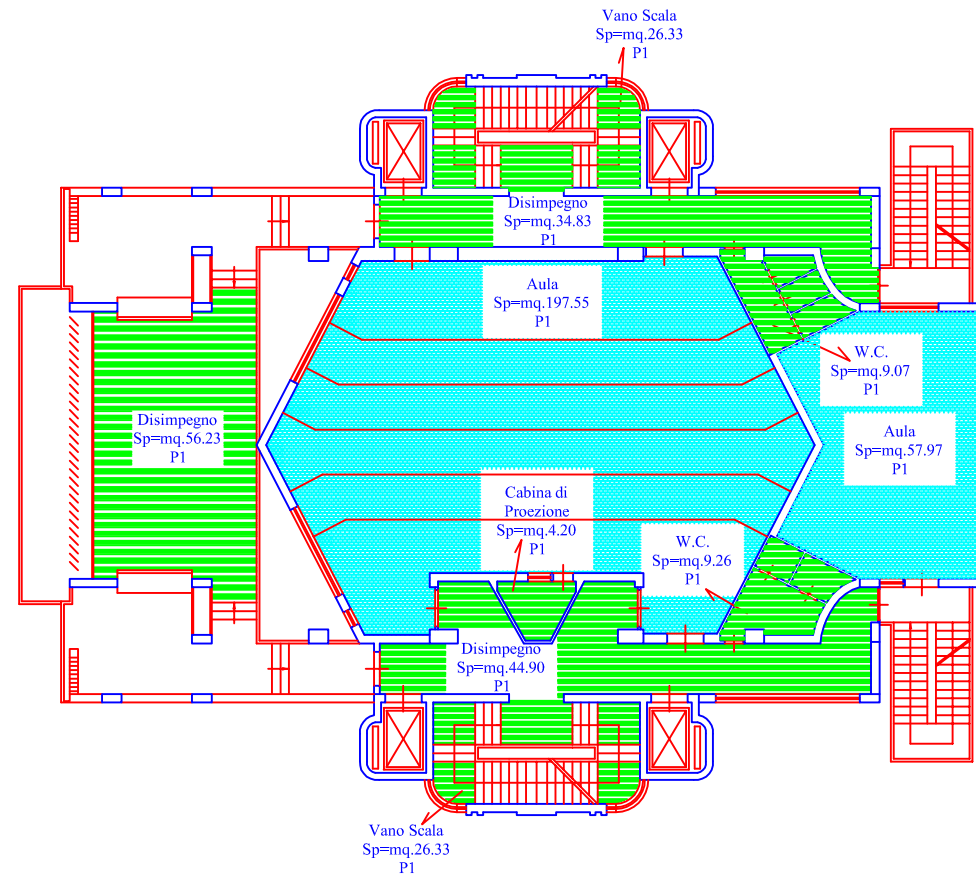 Vano Scala
Sp=mq.26.33
P1
Disimpegno
Sp=mq.34.83
P1
Aula
Sp=mq.197.55
P1
W.C.
Sp=mq.9.07
P1
Disimpegno
Sp=mq.56.23
P1
Aula
Sp=mq.57.97
P1
Cabina di
Proezione
Sp=mq.4.20
P1
W.C.
Sp=mq.9.26
P1
Disimpegno
Sp=mq.44.90
P1
Vano Scala
Sp=mq.26.33
P1